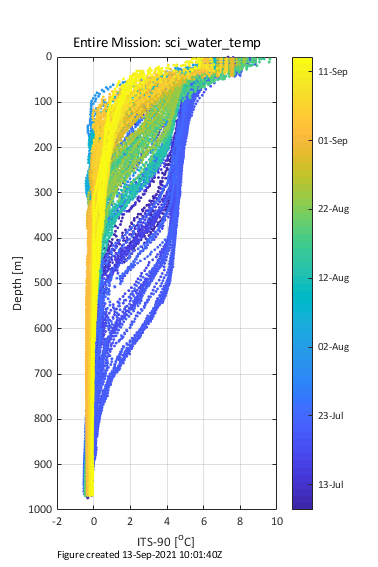 Entire Mission: sci_water_temp
0
100
200
300
400
500
600
700
800
900
1000
Depth [m]
-2 0 2 4 6 8 10
ITS-90 [°C]
11-Sep
01-Sep
22-Aug
12-Aug
02-Aug
23-Jul
13-Jul
Figure created 13-Sep-2021 10:01:40Z